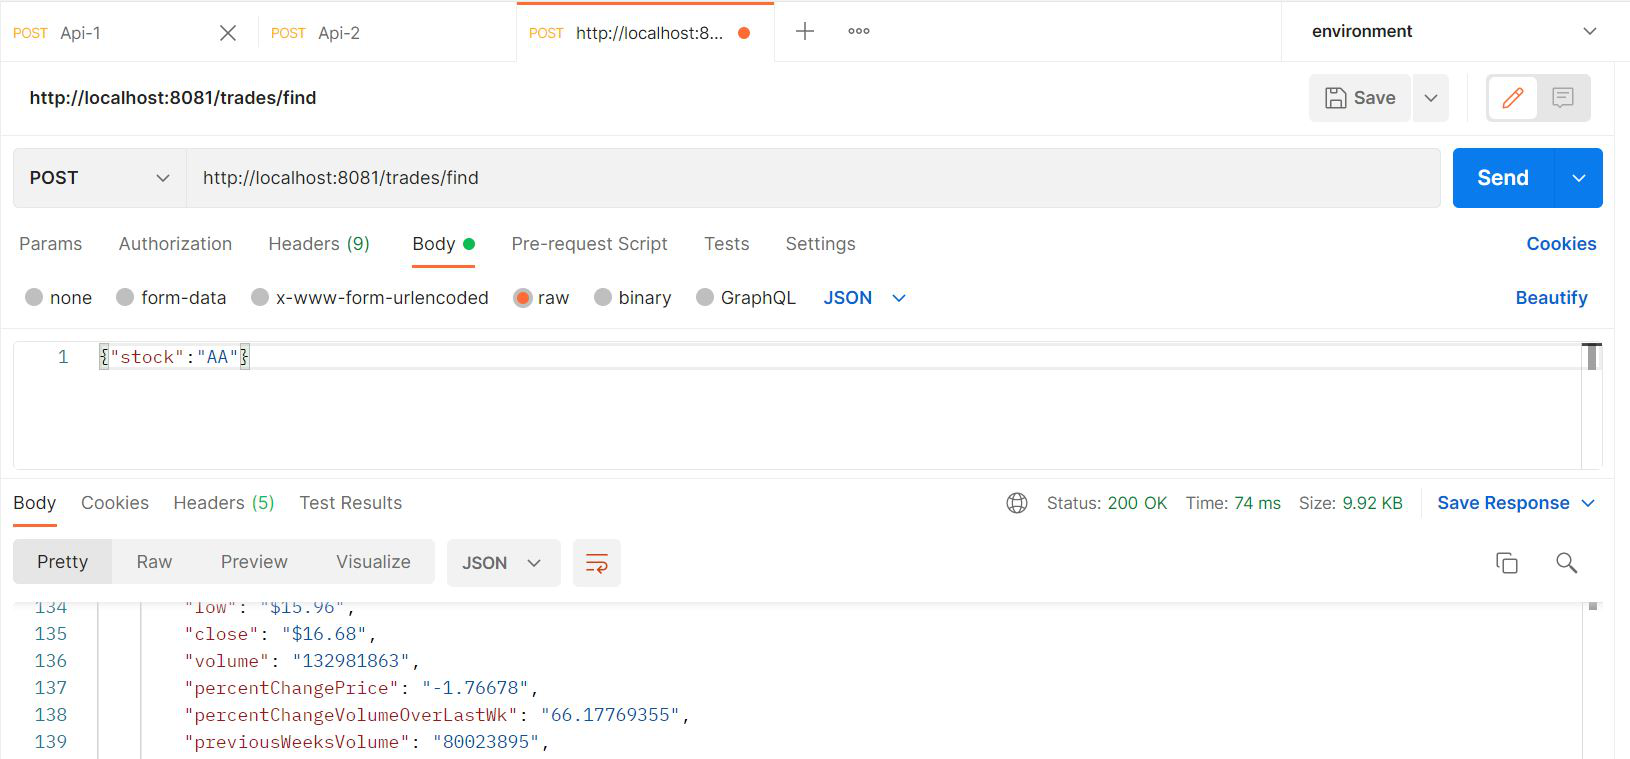 POST Api-1 POST Api-2 POST http://localhost:8... environment
http://localhost:8081/trades/find Save
POST http://localhost:8081/trades/find Send
Params Authorization Headers (9) Body Pre-request Script Tests Settings Cookies
none form-data x-www-form-urlencoded raw binary GraphQL JSON Beautify
1 {"stock":"AA"}
Body Cookies Headers (5) Test Results Status: 200 OK Time: 74 ms Size: 9.92 KB Save Response
Pretty Raw Preview Visualize JSON
134 "low": "$15.96",
135 "close": "$16.68",
136 "volume": "132981863",
137 "percentChangePrice": "-1.76678",
138 "percentChangeVolumeOverLastWk": "66.17769355",
139 "previousWeeksVolume": "80023895",